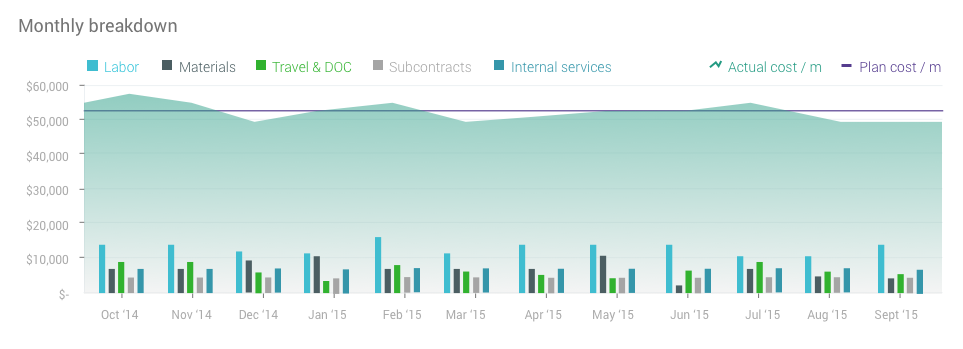 Monthly breakdown
Labor Materials Travel & DOC Subcontracts Internal services Actual cost / m Plan cost / m
$60,000
$50,000
$40,000
$30,000
$20,000
$10,000
$-
Oct '14 Nov '14 Dec '14 Jan '15 Feb '15 Mar '15 Apr '15 May '15 Jun '15 Jul '15 Aug '15 Sept '15